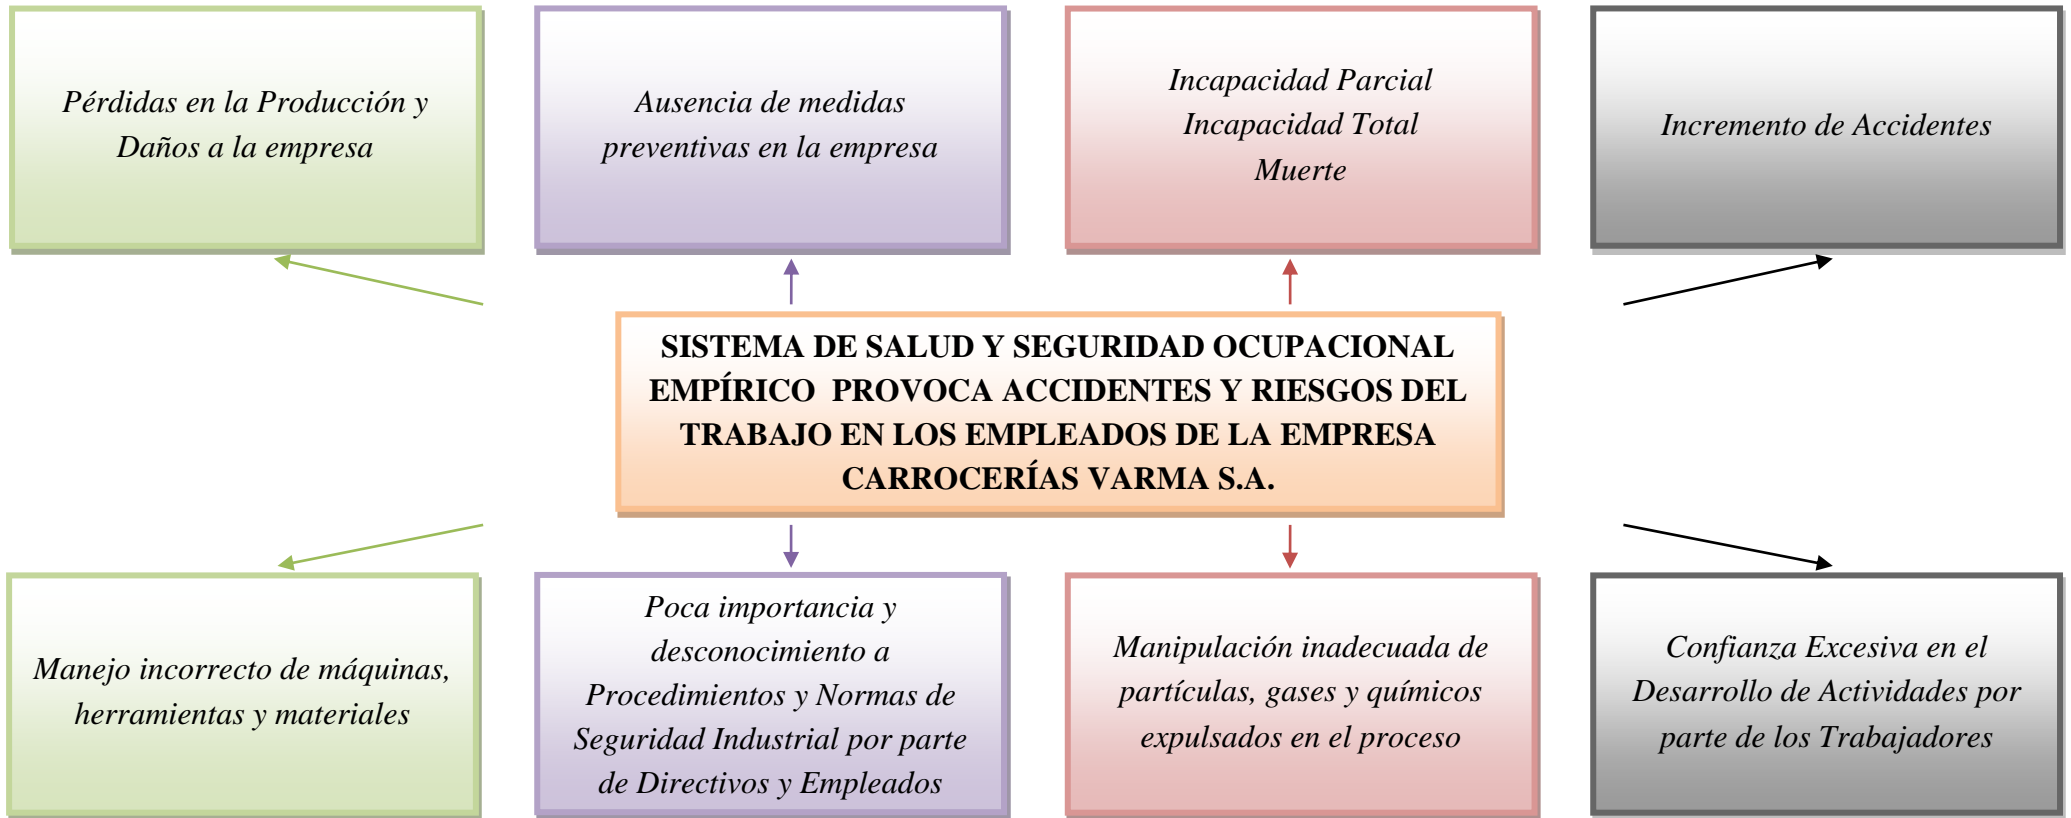 Pérdidas en la Producción y
Daños a la empresa
Ausencia de medidas
preventivas en la empresa
Incapacidad Parcial
Incapacidad Total
Muerte
Incremento de Accidentes
SISTEMA DE SALUD Y SEGURIDAD OCUPACIONAL
EMPÍRICO PROVOCA ACCIDENTES Y RIESGOS DEL
TRABAJO EN LOS EMPLEADOS DE LA EMPRESA
CARROCERÍAS VARMA S.A.
Manejo incorrecto de máquinas,
herramientas y materiales
Poca importancia y
desconocimiento a
Procedimientos y Normas de
Seguridad Industrial por parte
de Directivos y Empleados
Manipulación inadecuada de
partículas, gases y químicos
expulsados en el proceso
Confianza Excesiva en el
Desarrollo de Actividades por
parte de los Trabajadores